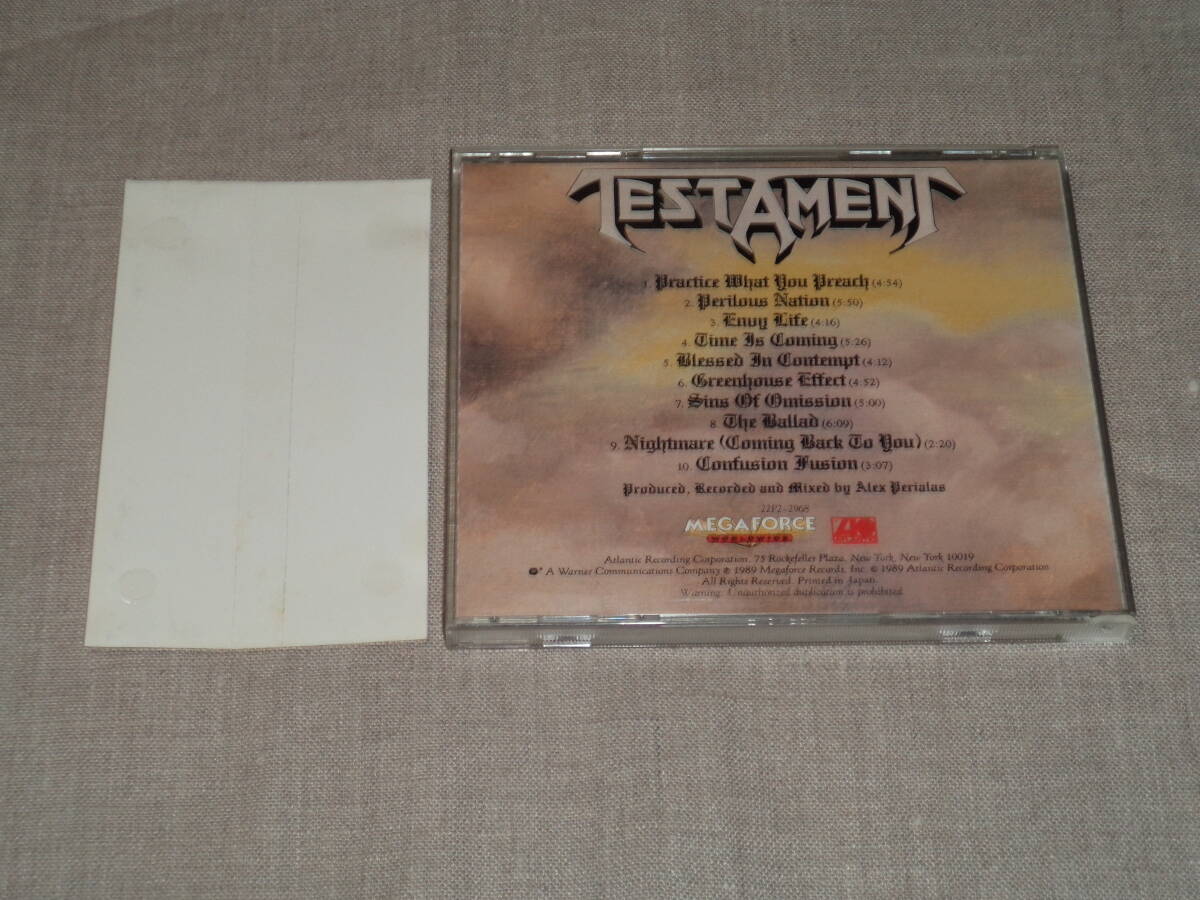 TESTAMENT
1. Practice What You Preach (4:54)
2. Perilous Nation (5:50)
3. Envy Life (4:16)
4. Time Is Coming (5:26)
5. Blessed In Contempt (4:12)
6. Greenhouse Effect (4:52)
7. Sins Of Omission (5:00)
8. The Ballad (6:09)
9. Nightmare (Coming Back To You) (2:20)
10. Confusion Fusion (3:07)
Produced, Recorded and Mixed by Alex Perialas
22P2-2968
MEGAFORCE
WORLDWIDE
Atlantic Recording Corporation, 75 Rockefeller Plaza, New York, New York 10019
A Warner Communications Company ℗ 1989 Megaforce Records, Inc. © 1989 Atlantic Recording Corporation
All Rights Reserved. Printed in Japan.
Warning: Unauthorized duplication is prohibited.